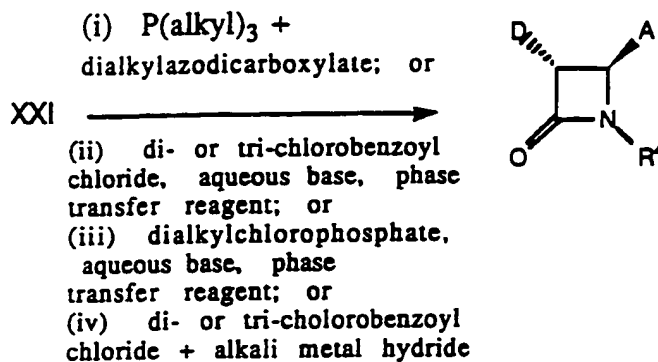 (i) P(alkyl)3 +
dialkylazodicarboxylate; or
XXI
(ii) di- or tri-chlorobenzoyl
chloride, aqueous base, phase
transfer reagent; or
(iii) dialkylchlorophosphate,
aqueous base, phase
transfer reagent; or
(iv) di- or tri-cholorobenzoyl
chloride + alkali metal hydride
D A
O N